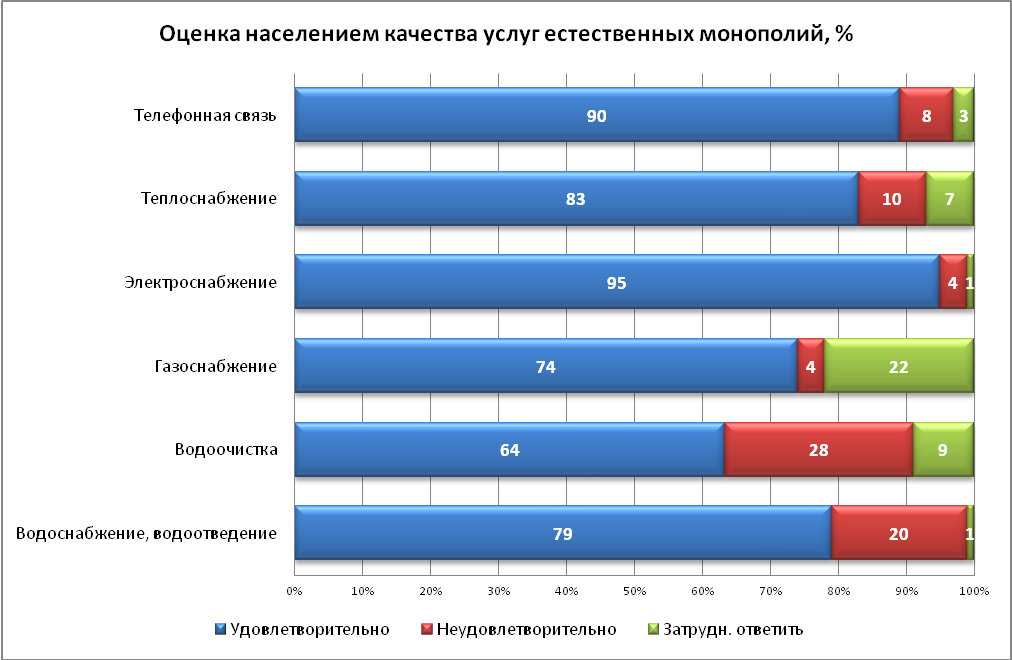 Оценка населением качества услуг естественных монополий, %
Телефонная связь 90 8 3
Теплоснабжение 83 10 7
Электроснабжение 95 4 1
Газоснабжение 74 4 22
Водоочистка 64 28 9
Водоснабжение, водоотведение 79 20 1
0% 10% 20% 30% 40% 50% 60% 70% 80% 90% 100%
Удовлетворительно Неудовлетворительно Затрудн. ответить